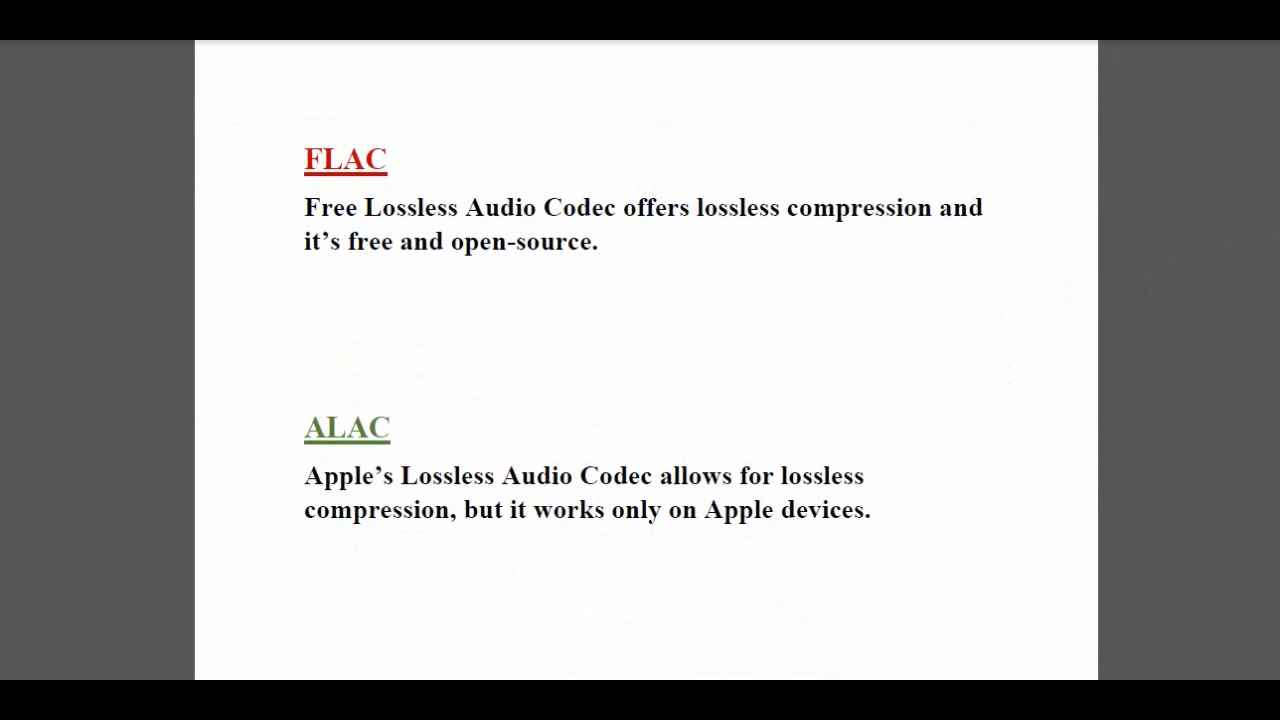 FLAC
Free Lossless Audio Codec offers lossless compression and
it’s free and open-source.
ALAC
Apple’s Lossless Audio Codec allows for lossless
compression, but it works only on Apple devices.